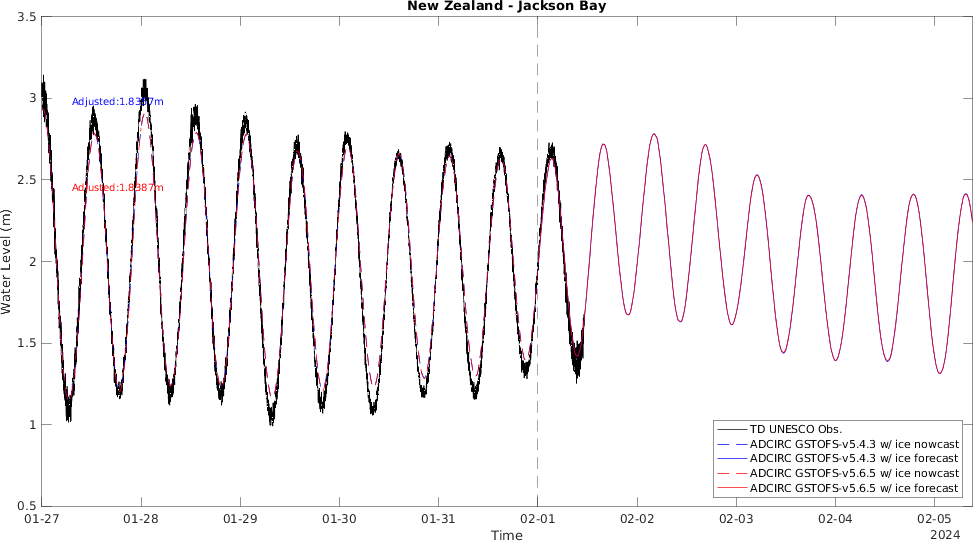 New Zealand - Jackson Bay
3.5
3
2.5
2
1.5
1
0.5
Water Level (m)
Adjusted:1.8397m
Adjusted:1.8387m
TD UNESCO Obs.
ADCIRC GSTOFS-v5.4.3 w/ ice nowcast
ADCIRC GSTOFS-v5.4.3 w/ ice forecast
ADCIRC GSTOFS-v5.6.5 w/ ice nowcast
ADCIRC GSTOFS-v5.6.5 w/ ice forecast
01-27 01-28 01-29 01-30 01-31 02-01 02-02 02-03 02-04 02-05
Time
2024